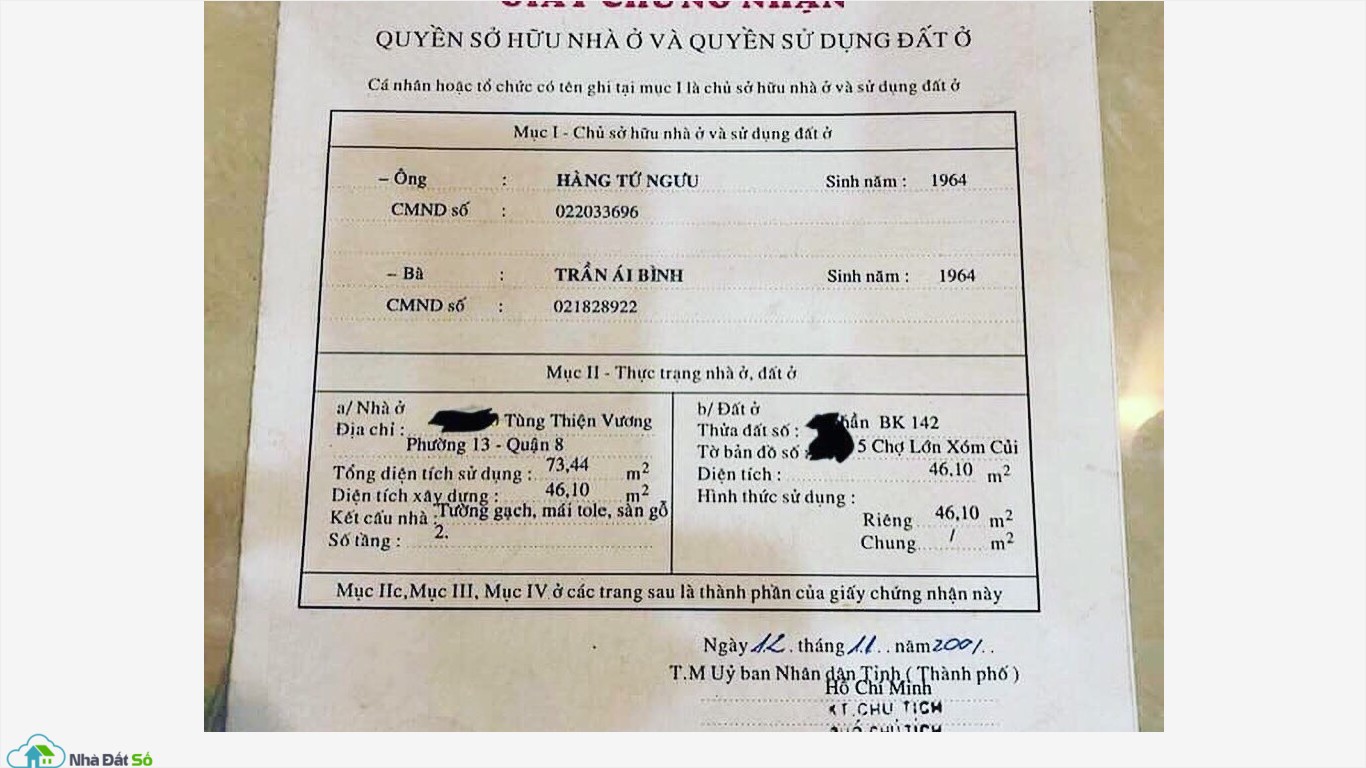 GIẤY CHỨNG NHẬN
QUYỀN SỞ HỮU NHÀ Ở VÀ QUYỀN SỬ DỤNG ĐẤT Ở
Cá nhân hoặc tổ chức có tên ghi tại mục I là chủ sở hữu nhà ở và sử dụng đất ở
Mục I - Chủ sở hữu nhà ở và sử dụng đất ở
– Ông : HÀNG TỨ NGƯU Sinh năm : 1964
CMND số : 022033696
– Bà : TRẦN ÁI BÌNH Sinh năm : 1964
CMND số : 021828922
Mục II - Thực trạng nhà ở, đất ở
a/ Nhà ở
Địa chỉ : Tùng Thiện Vương
Phường 13 - Quận 8
Tổng diện tích sử dụng : 73,44 m²
Diện tích xây dựng : 46,10 m²
Kết cấu nhà : Tường gạch, mái tole, sàn gỗ
Số tầng : 2.
b/ Đất ở
Thửa đất số : BK 142
Tờ bản đồ số 5 Chợ Lớn Xóm Củi
Diện tích : 46,10 m²
Hình thức sử dụng :
Riêng 46,10 m²
Chung / m²
Mục IIc, Mục III, Mục IV ở các trang sau là thành phần của giấy chứng nhận này
Ngày 12 . tháng 11 . . năm 2001 . .
T.M Uỷ ban Nhân dân Tỉnh ( Thành phố )
Hồ Chí Minh
KT. CHỦ TỊCH
PHÓ CHỦ TỊCH
Nhà Đất Số